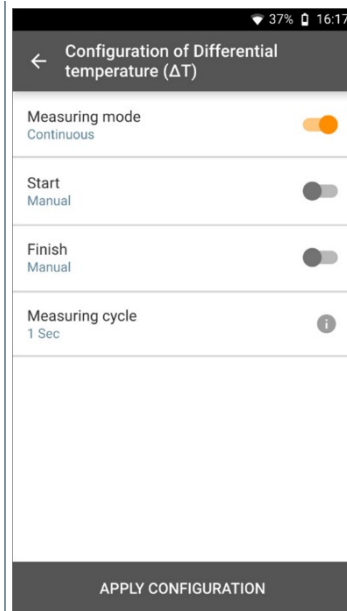 37% 16:17
Configuration of Differential
temperature (ΔT)
Measuring mode
Continuous
Start
Manual
Finish
Manual
Measuring cycle
1 Sec
APPLY CONFIGURATION